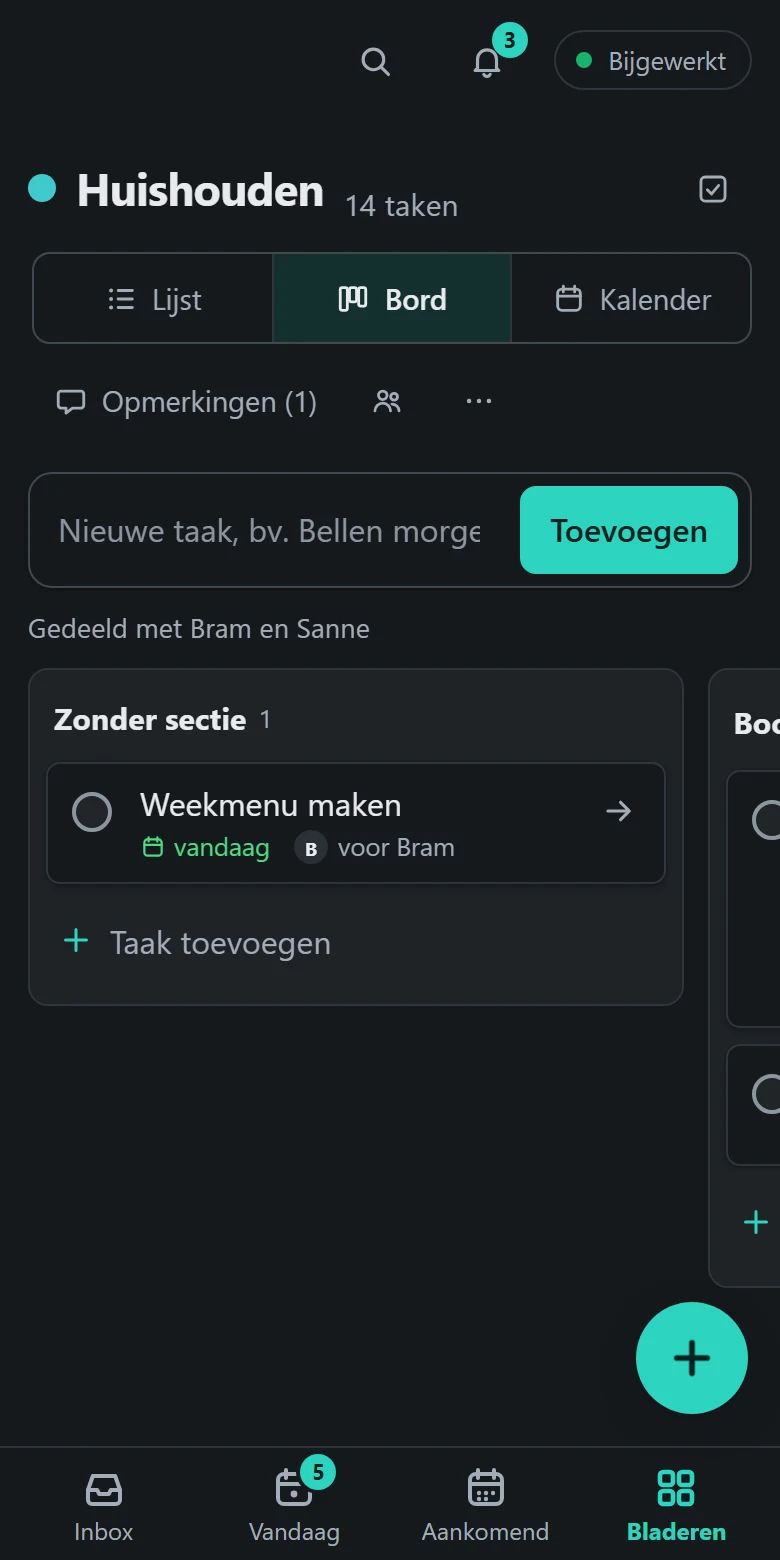 3
Bijgewerkt
Huishouden 14 taken
Lijst
Bord
Kalender
Opmerkingen (1)
Nieuwe taak, bv. Bellen morge
Toevoegen
Gedeeld met Bram en Sanne
Zonder sectie 1
Weekmenu maken
vandaag B voor Bram
Taak toevoegen
5
Inbox
Vandaag
Aankomend
Bladeren